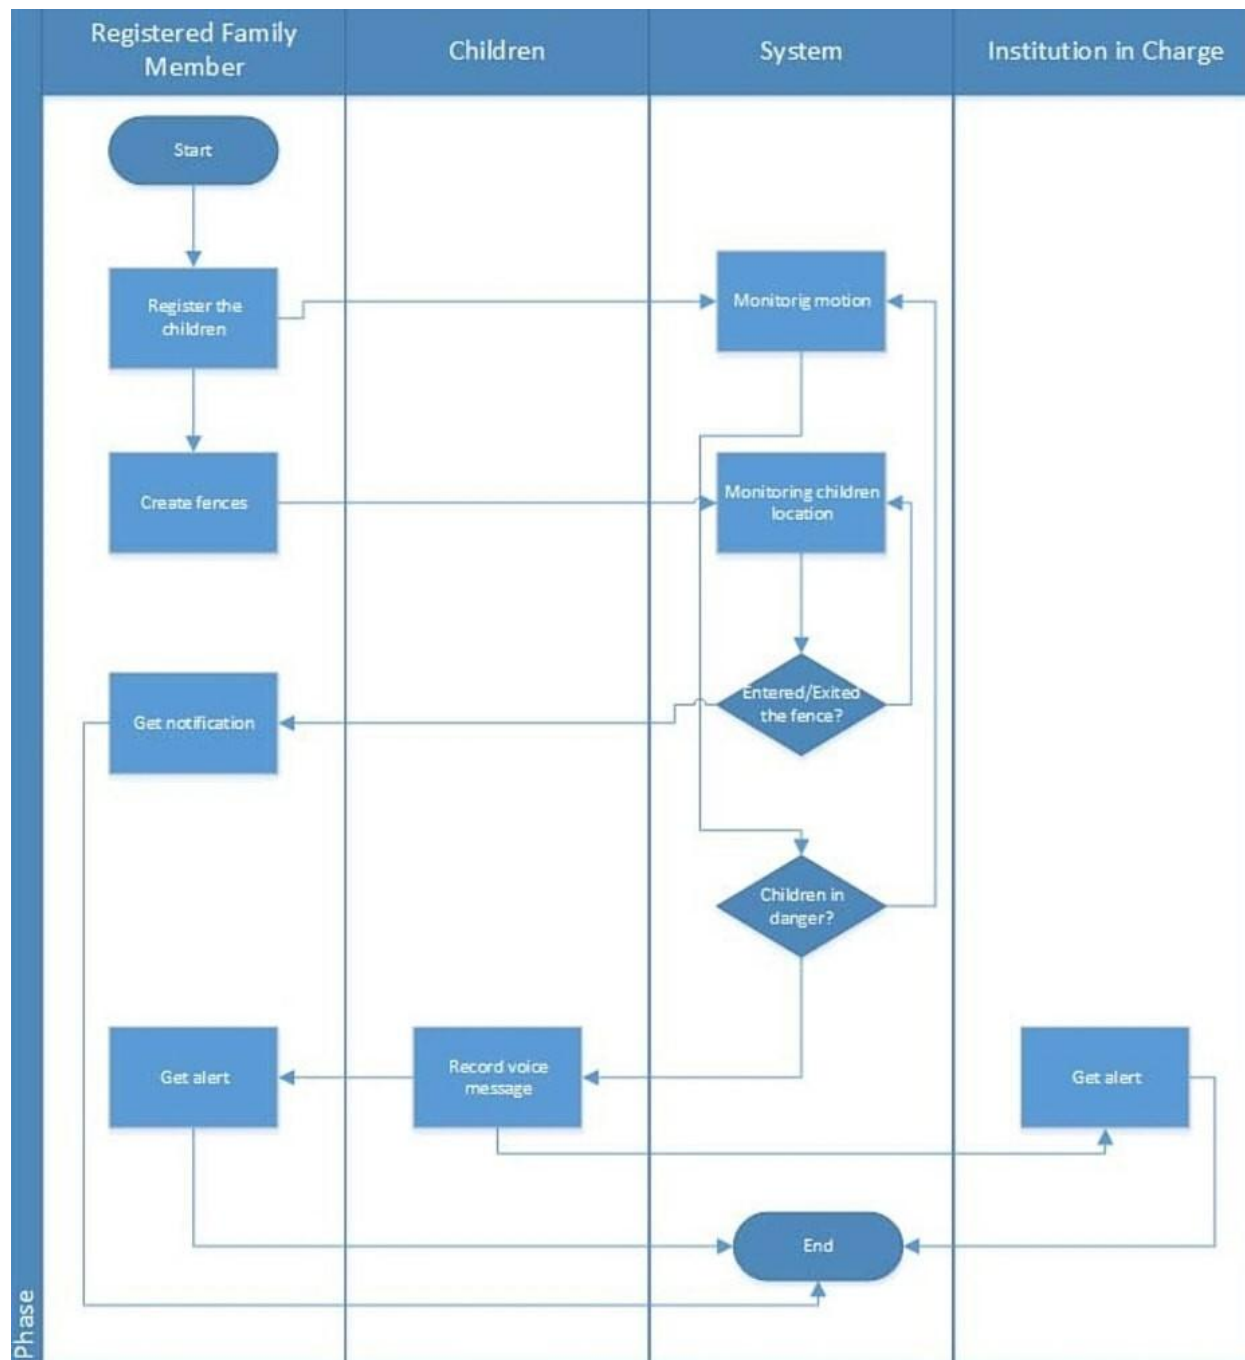 Registered Family
Member
Children
System
Institution in Charge
Start
Register the
children
Monitorig motion
Create fences
Monitoring children
location
Get notification
Entered/Exited
the fence?
Children in
danger?
Get alert
Record voice
message
Get alert
End
Phase